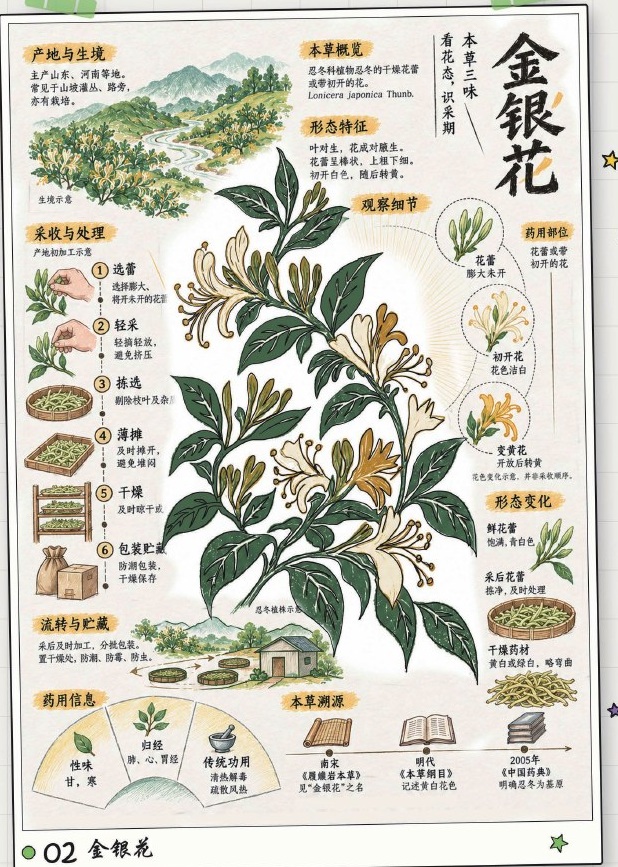 金银花
本草三味
看花态，识采期
产地与生境
主产山东、河南等地。
常见于山坡灌丛、路旁，
亦有栽培。
生境示意
本草概览
忍冬科植物忍冬的干燥花蕾
或带初开的花。
Lonicera japonica Thunb.
形态特征
叶对生，花成对腋生。
花蕾呈棒状，上粗下细。
初开白色，随后转黄。
观察细节
花蕾
膨大未开
初开花
花色洁白
变黄花
开放后转黄
花色变化示意，并非采收顺序。
药用部位
花蕾或带
初开的花
采收与处理
产地初加工示意
1 选蕾
选择膨大、
将开未开的花蕾
2 轻采
轻摘轻放，
避免挤压
3 拣选
剔除枝叶及杂
4 薄摊
及时摊开，
避免堆闷
5 干燥
及时晾干或
6 包装贮藏
防潮包装，
干燥保存
忍冬植株示意
形态变化
鲜花蕾
饱满，青白色
采后花蕾
拣净，及时处理
干燥药材
黄白或绿白，略弯曲
流转与贮藏
采后及时加工，分批包装。
置干燥处，防潮、防霉、防虫。
药用信息
性味
甘，寒
归经
肺、心、胃经
传统功用
清热解毒
疏散风热
本草溯源
南宋
《履巉岩本草》
见“金银花”之名
明代
《本草纲目》
记述黄白花色
2005年
《中国药典》
明确忍冬为基原
02 金银花